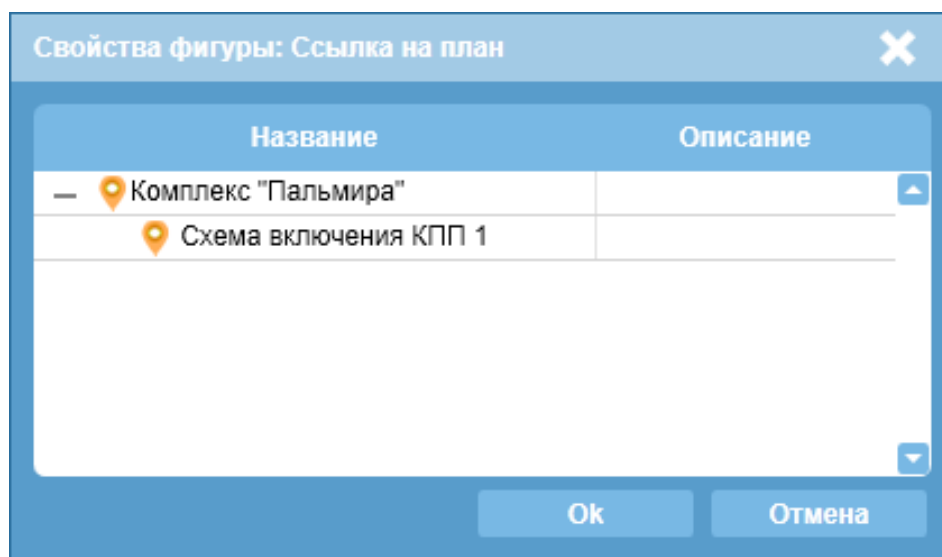 Свойства фигуры: Ссылка на план
Название Описание
Комплекс "Пальмира"
Схема включения КПП 1
Ok Отмена